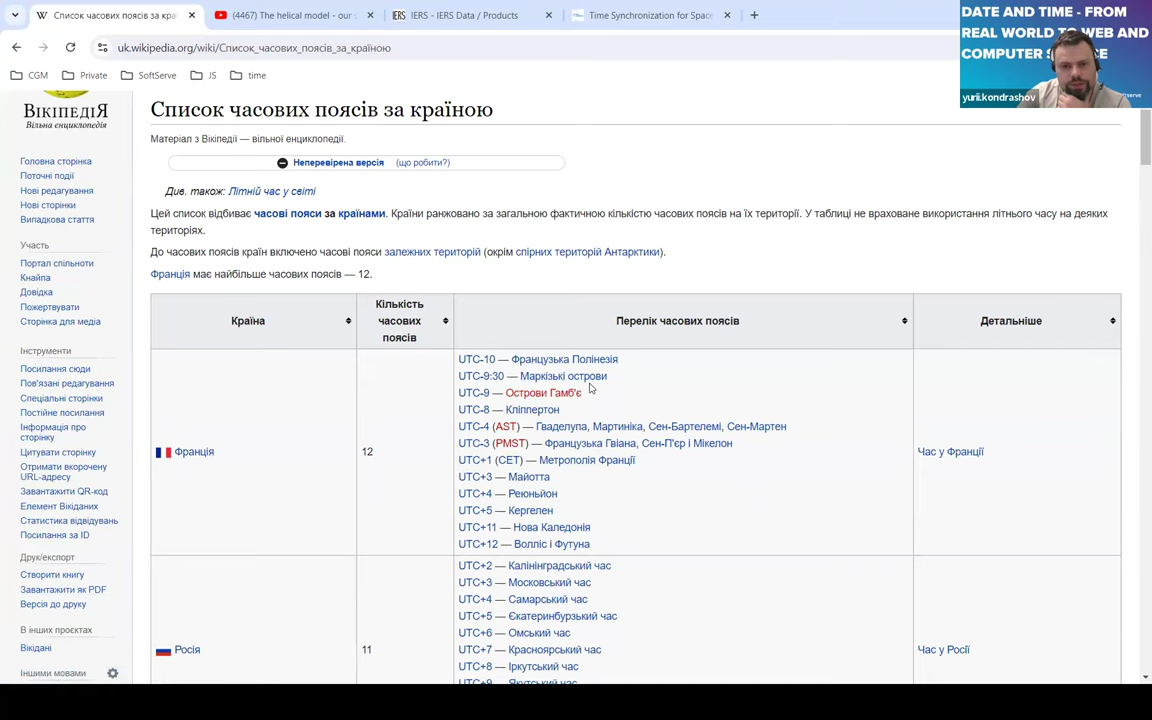 Список часових поясів за кра
(4467) The helical model - our s
IERS - IERS Data / Products
Time Synchronization for Space
uk.wikipedia.org/wiki/Список_часових_поясів_за_країною
CGM
Private
SoftServe
JS
time
DATE AND TIME - FROM
REAL WORLD TO WEB AND
COMPUTER S CE
yurii.kondrashov
serve
ВІКІПЕДІЯ
Вільна енциклопедія
Головна сторінка
Поточні події
Нові редагування
Нові сторінки
Випадкова стаття
Участь
Портал спільноти
Кнайпа
Довідка
Пожертвувати
Сторінка для медіа
Інструменти
Посилання сюди
Пов'язані редагування
Спеціальні сторінки
Постійне посилання
Інформація про
сторінку
Цитувати сторінку
Отримати вкорочену
URL-адресу
Завантажити QR-код
Елемент Вікіданих
Статистика відвідувань
Посилання за ID
Друк/експорт
Створити книгу
Завантажити як PDF
Версія до друку
В інших проєктах
Вікідані
Іншими мовами
Список часових поясів за країною
Матеріал з Вікіпедії — вільної енциклопедії.
Неперевірена версія (що робити?)
Див. також: Літній час у світі
Цей список відбиває часові пояси за країнами. Країни ранжовано за загальною фактичною кількістю часових поясів на їх території. У таблиці не враховане використання літнього часу на деяких
територіях.
До часових поясів країн включено часові пояси залежних територій (окрім спірних територій Антарктики).
Франція має найбільше часових поясів — 12.
Країна
Кількість
часових
поясів
Перелік часових поясів
Детальніше
Франція
12
UTC-10 — Французька Полінезія
UTC-9:30 — Маркізькі острови
UTC-9 — Острови Гамб'є
UTC-8 — Кліппертон
UTC-4 (AST) — Гваделупа, Мартиніка, Сен-Бартелемі, Сен-Мартен
UTC-3 (PMST) — Французька Гвіана, Сен-П'єр і Мікелон
UTC+1 (CET) — Метрополія Франції
UTC+3 — Майотта
UTC+4 — Реюньйон
UTC+5 — Кергелен
UTC+11 — Нова Каледонія
UTC+12 — Волліс і Футуна
Час у Франції
Росія
11
UTC+2 — Калінінградський час
UTC+3 — Московський час
UTC+4 — Самарський час
UTC+5 — Єкатеринбурзький час
UTC+6 — Омський час
UTC+7 — Красноярський час
UTC+8 — Іркутський час
UTC+9 — Якутський час
Час у Росії